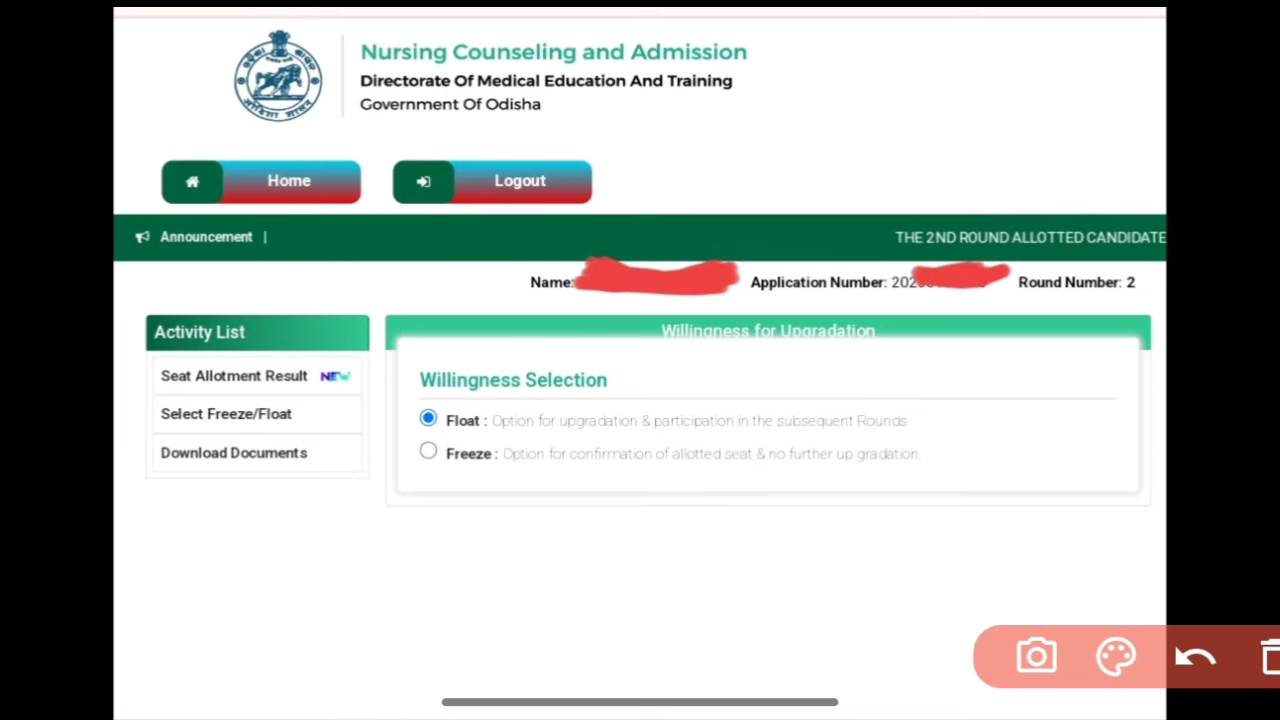 Nursing Counseling and Admission
Directorate Of Medical Education And Training
Government Of Odisha
Home
Logout
Announcement |
THE 2ND ROUND ALLOTTED CANDIDATE
Name:
Application Number: 202
Round Number: 2
Activity List
Seat Allotment Result NEW
Select Freeze/Float
Download Documents
Willingness for Upgradation
Willingness Selection
Float : Option for upgradation & participation in the subsequent Rounds.
Freeze : Option for confirmation of allotted seat & no further up gradation.